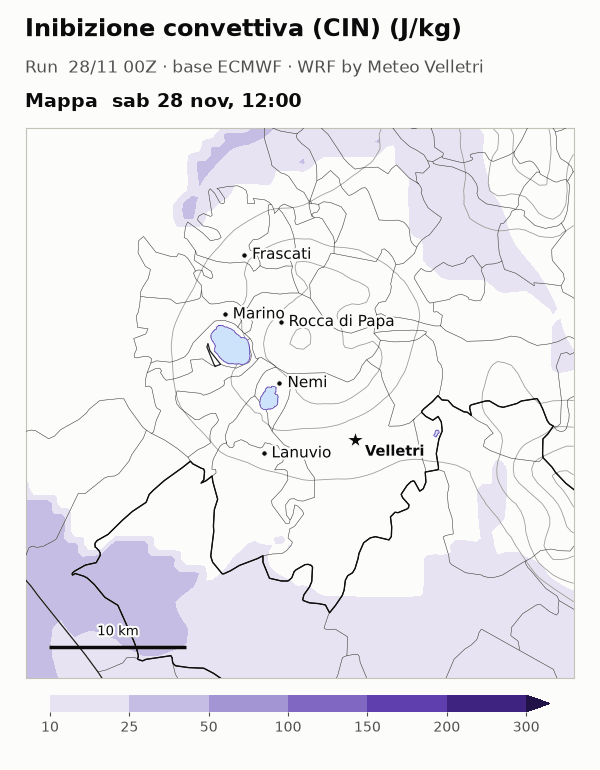 Inibizione convettiva (CIN) (J/kg)
Run  28/11 00Z · base ECMWF · WRF by Meteo Velletri
Mappa  sab 28 nov, 12:00
Frascati
Marino
Rocca di Papa
Nemi
Velletri
Lanuvio
10 km
10 25 50 100 150 200 300